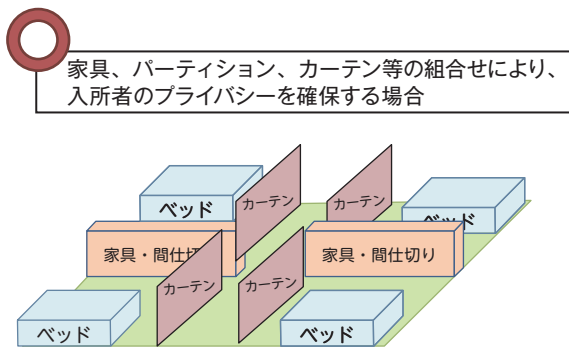 家具、パーティション、カーテン等の組合せにより、
入所者のプライバシーを確保する場合
ベッド
カーテン
カーテン
ベッド
家具・間仕切
家具・間仕切り
カーテン
カーテン
ベッド
ベッド